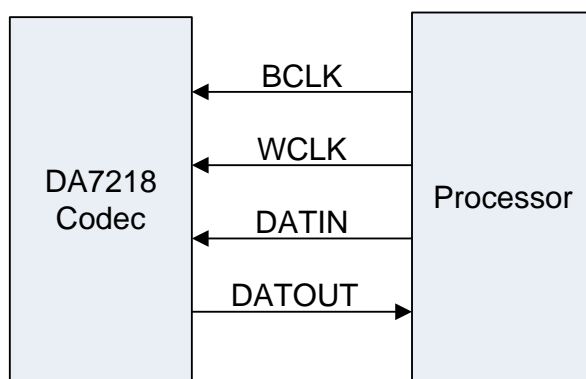 BCLK
WCLK
DA7218
Codec
Processor
DATIN
DATOUT